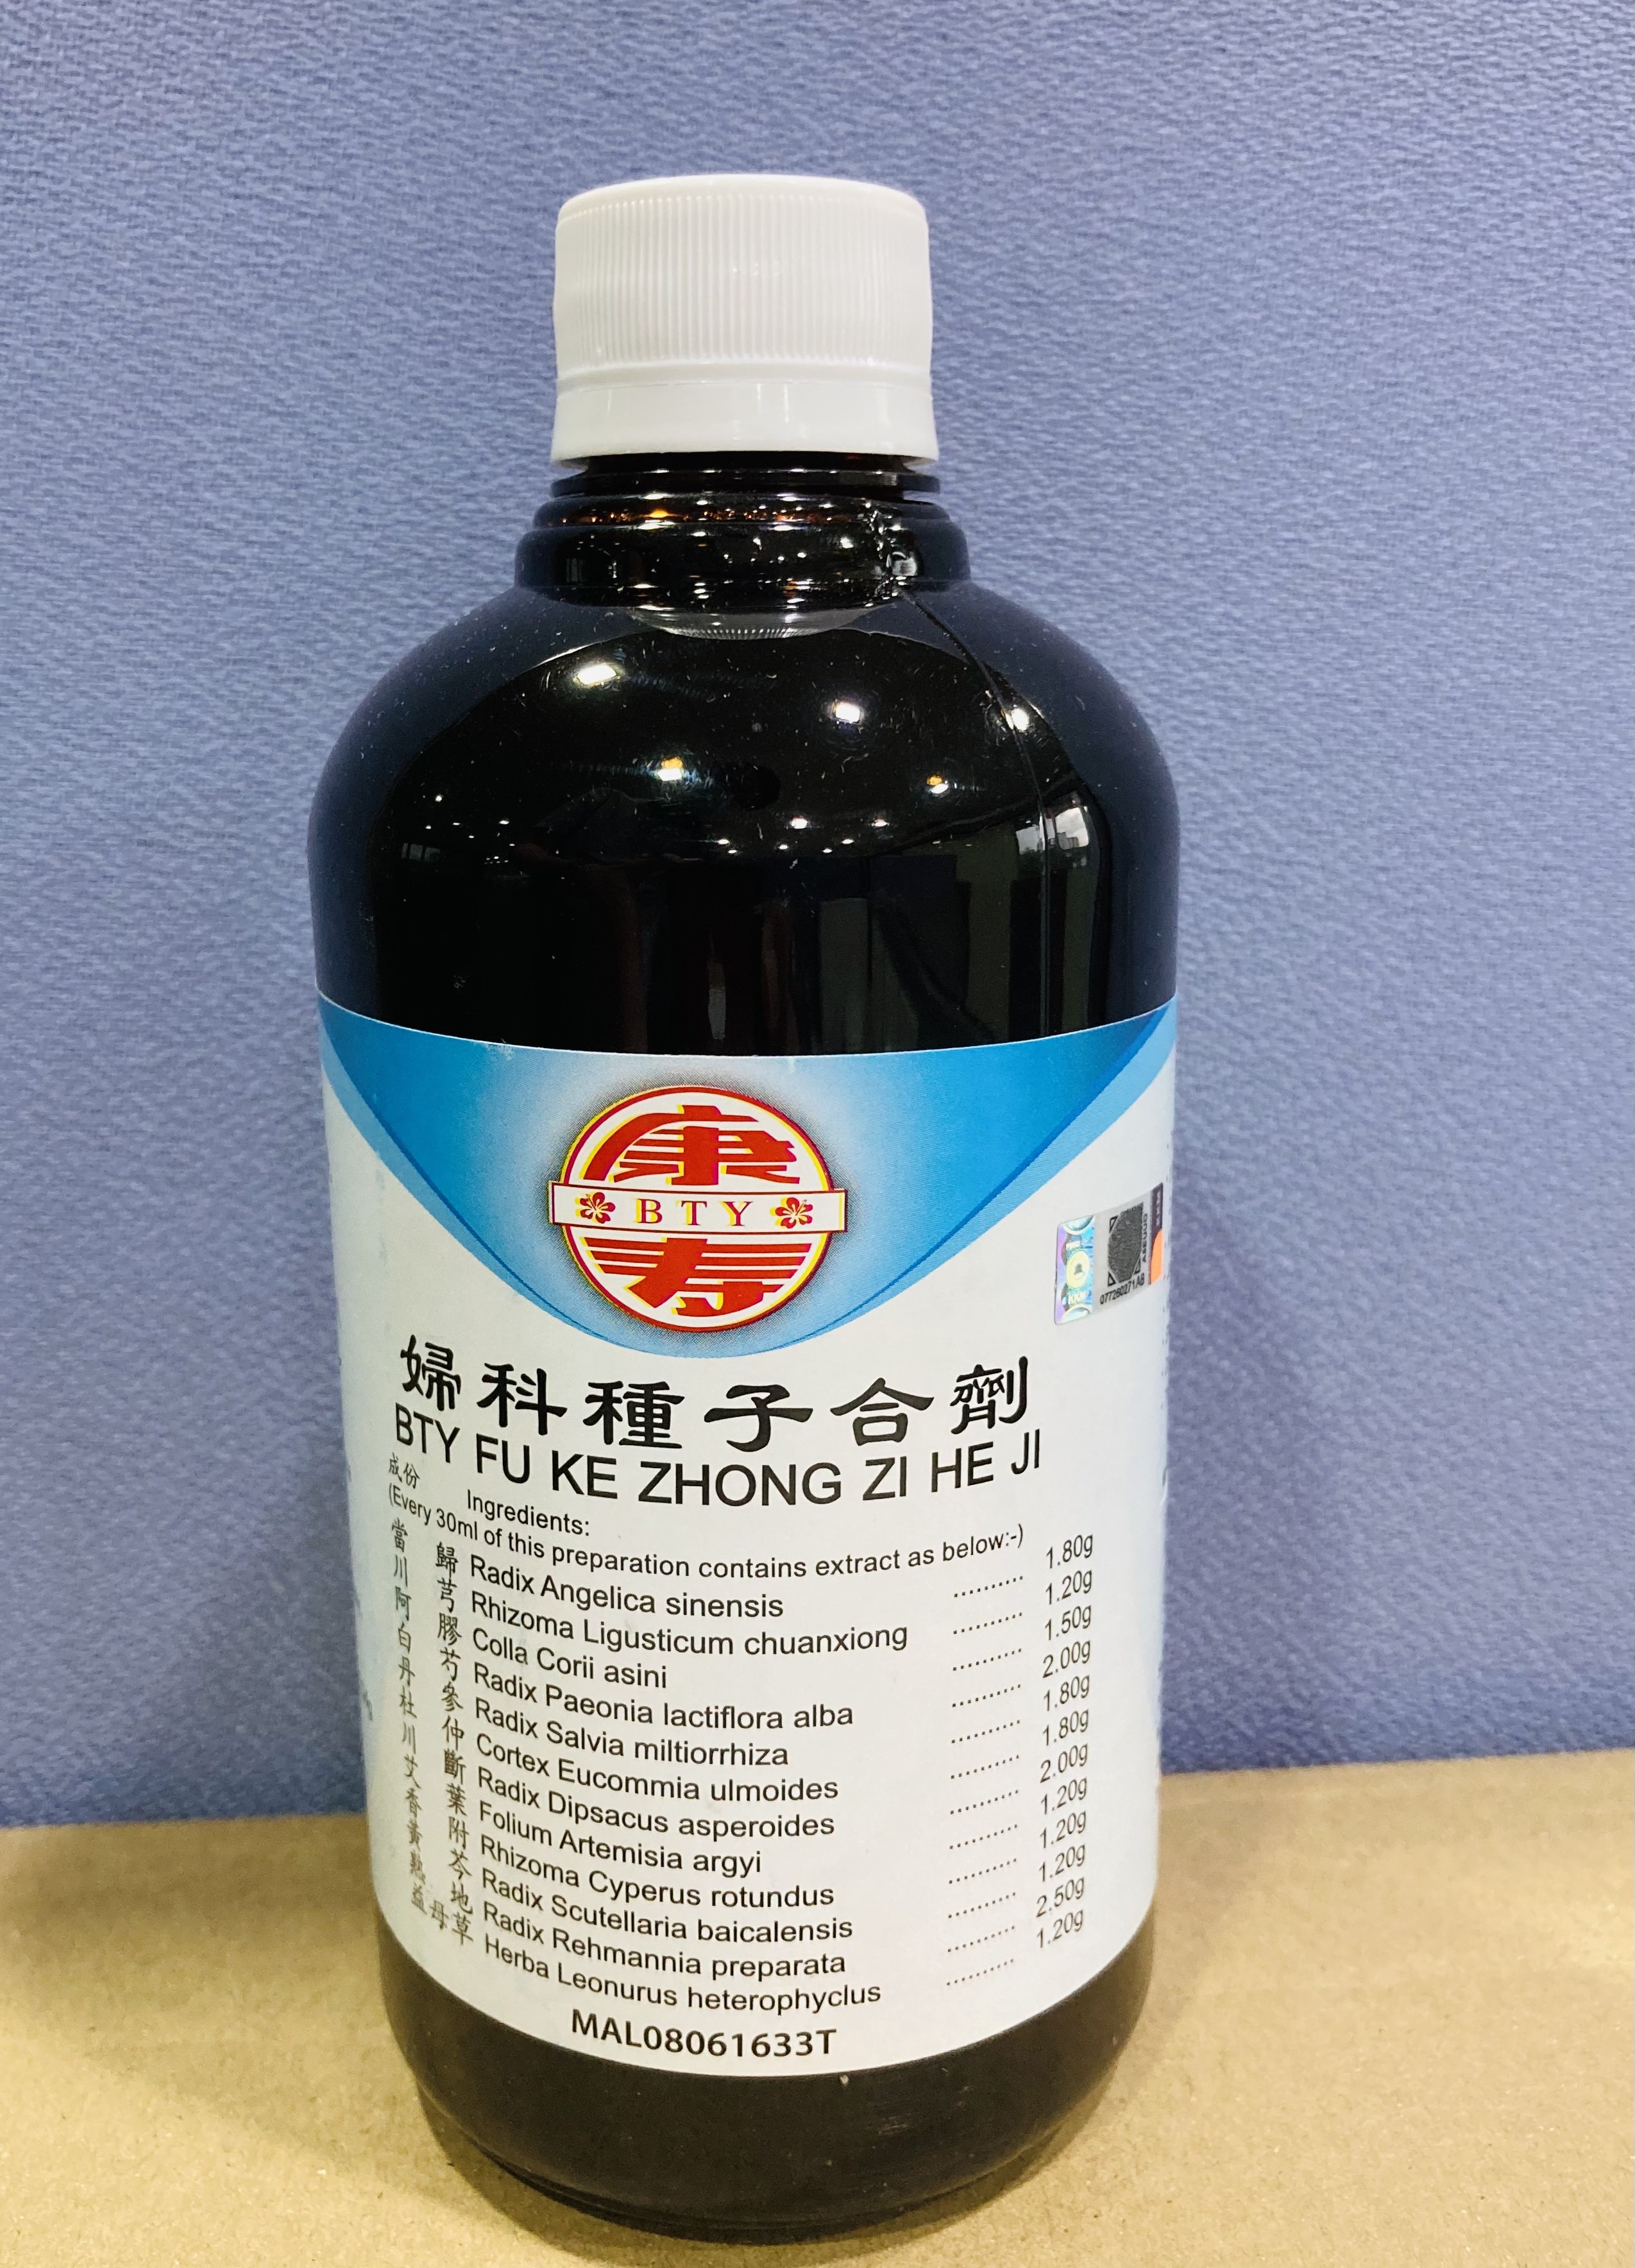 康
BTY
寿
077260271AB
婦科種子合劑
BTY FU KE ZHONG ZI HE JI
成份 Ingredients:
(Every 30ml of this preparation contains extract as below:-)
當歸 Radix Angelica sinensis .......... 1.80g
川芎 Rhizoma Ligusticum chuanxiong .......... 1.20g
阿膠 Colla Corii asini .......... 1.50g
白芍 Radix Paeonia lactiflora alba .......... 2.00g
丹參 Radix Salvia miltiorrhiza .......... 1.80g
杜仲 Cortex Eucommia ulmoides .......... 1.80g
川斷 Radix Dipsacus asperoides .......... 2.00g
艾葉 Folium Artemisia argyi .......... 1.20g
香附 Rhizoma Cyperus rotundus .......... 1.20g
黃芩 Radix Scutellaria baicalensis .......... 1.20g
熟地 Radix Rehmannia preparata .......... 2.50g
益母草 Herba Leonurus heterophyclus .......... 1.20g
MAL08061633T